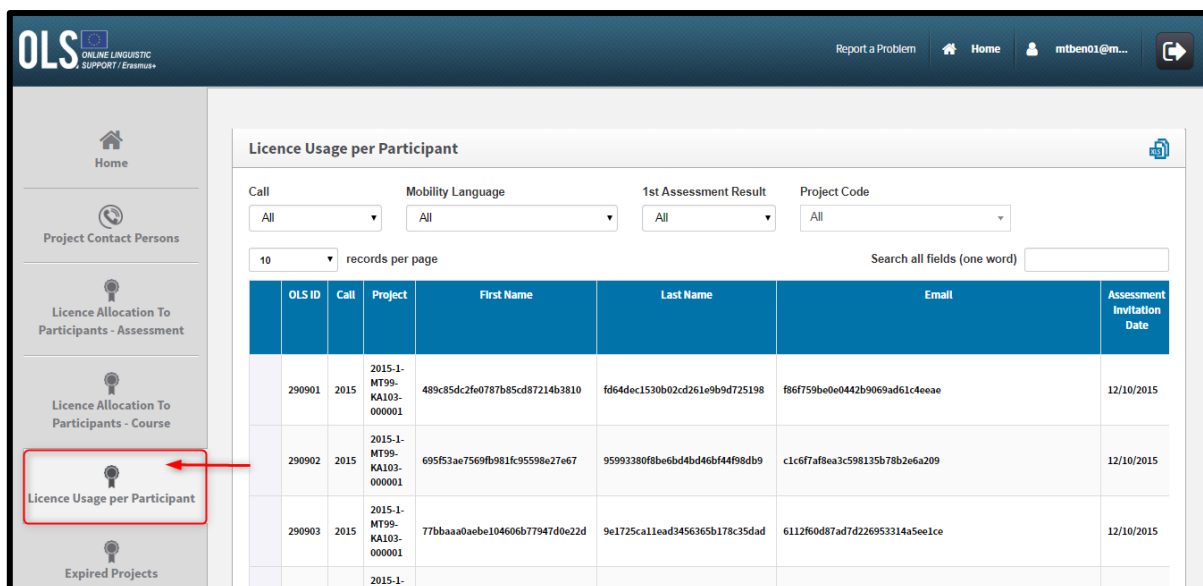 OLS
ONLINE LINGUISTIC
SUPPORT / Erasmus+
Report a Problem
Home
mtben01@m...
Home
Project Contact Persons
Licence Allocation To
Participants - Assessment
Licence Allocation To
Participants - Course
Licence Usage per Participant
Expired Projects
Licence Usage per Participant
XLS
Call
Mobility Language
1st Assessment Result
Project Code
All
All
All
All
10 records per page
Search all fields (one word)
OLS ID Call Project First Name Last Name Email Assessment
Invitation
Date
2015-1-
MT99-
KA103-
000001
290901 2015 489c85dc2fe0787b85cd87214b3810 fd64dec1530b02cd261e9b9d725198 f86f759be0e0442b9069ad61c4eeae 12/10/2015
2015-1-
MT99-
KA103-
000001
290902 2015 695f53ae7569fb981fc95598e27e67 95993380f8be6bd4bd46bf44f98db9 c1c6f7af8ea3c598135b78b2e6a209 12/10/2015
2015-1-
MT99-
KA103-
000001
290903 2015 77bbaaa0aebe104606b77947d0e22d 9e1725ca11ead3456365b178c35dad 6112f60d87ad7d226953314a5ee1ce 12/10/2015
2015-1-